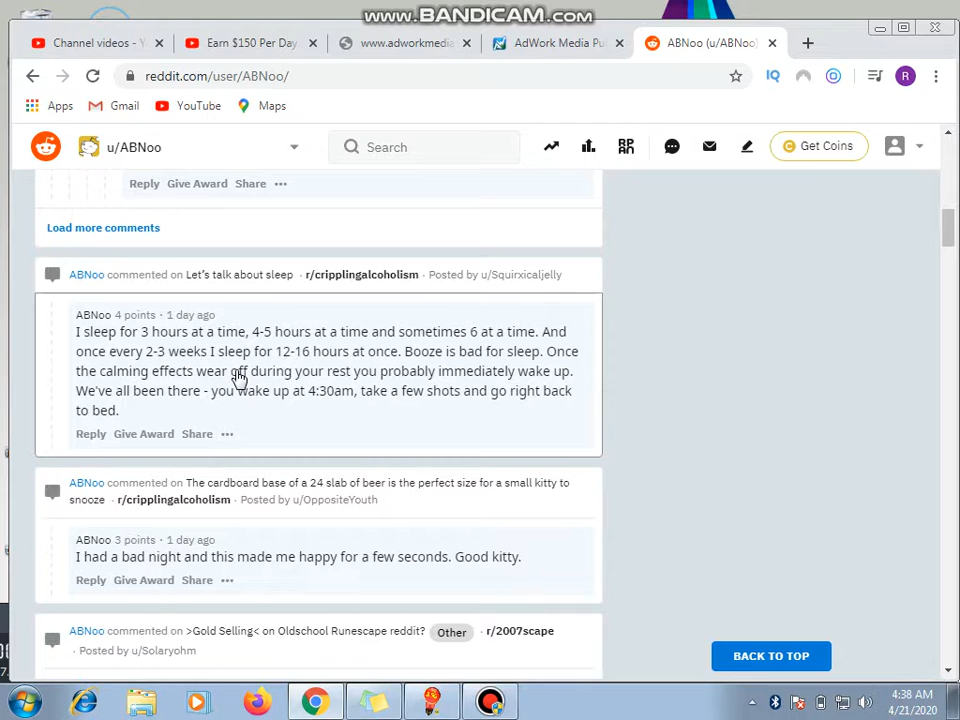 www.BANDICAM.com
Channel videos - Y
Earn $150 Per Day
www.adworkmedia
AdWork Media Pu
ABNoo (u/ABNoo)
reddit.com/user/ABNoo/
IQ
R
Apps Gmail YouTube Maps
u/ABNoo
Search
Get Coins
Reply Give Award Share
Load more comments
ABNoo commented on Let's talk about sleep · r/cripplingalcoholism · Posted by u/Squirxicaljelly
ABNoo 4 points · 1 day ago
I sleep for 3 hours at a time, 4-5 hours at a time and sometimes 6 at a time. And
once every 2-3 weeks I sleep for 12-16 hours at once. Booze is bad for sleep. Once
the calming effects wear off during your rest you probably immediately wake up.
We've all been there - you wake up at 4:30am, take a few shots and go right back
to bed.
Reply Give Award Share
ABNoo commented on The cardboard base of a 24 slab of beer is the perfect size for a small kitty to
snooze · r/cripplingalcoholism · Posted by u/OppositeYouth
ABNoo 3 points · 1 day ago
I had a bad night and this made me happy for a few seconds. Good kitty.
Reply Give Award Share
ABNoo commented on >Gold Selling< on Oldschool Runescape reddit? Other · r/2007scape
· Posted by u/Solaryohm
BACK TO TOP
4:38 AM
4/21/2020